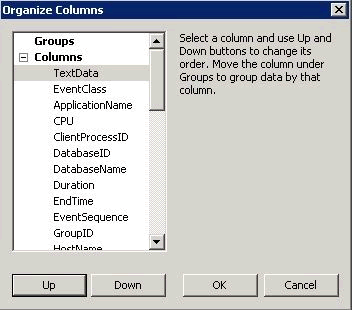 Organize Columns
Groups
Columns
TextData
EventClass
ApplicationName
CPU
ClientProcessID
DatabaseID
DatabaseName
Duration
EndTime
EventSequence
GroupID
HostName
Select a column and use Up and
Down buttons to change its
order. Move the column under
Groups to group data by that
column.
Up
Down
OK
Cancel